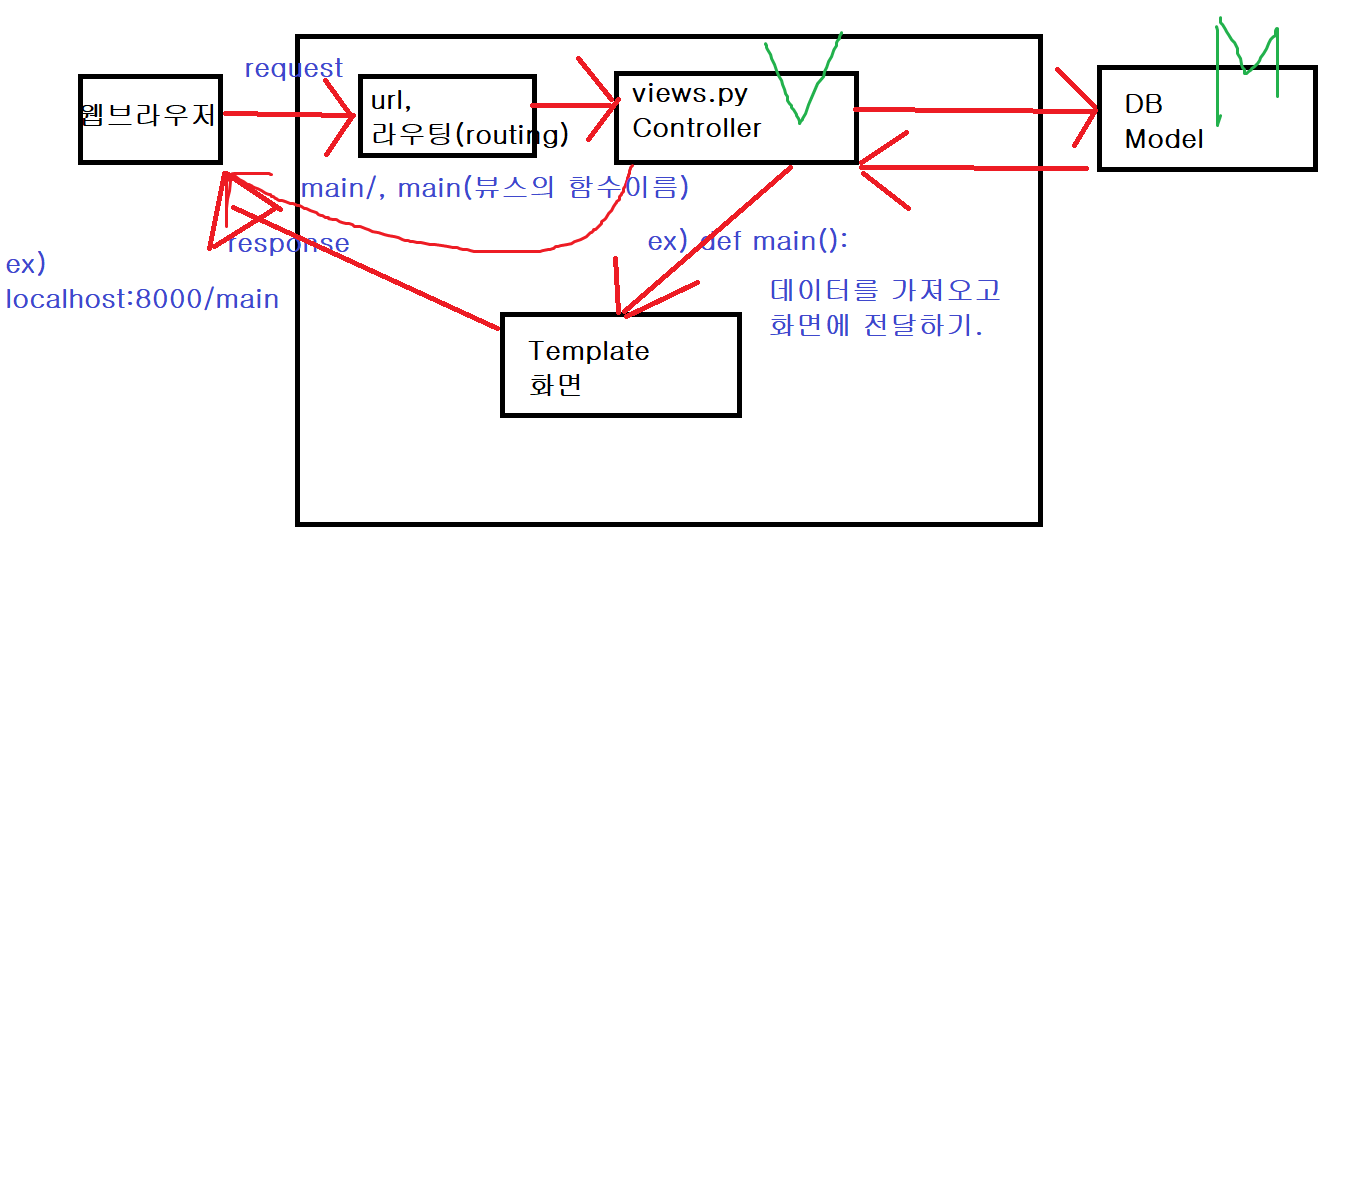 request
웹브라우저
url,
라우팅(routing)
views.py
Controller
V
M
DB
Model
main/, main(뷰스의 함수이름)
response
ex)
localhost:8000/main
ex) def main():
데이터를 가져오고
화면에 전달하기.
Template
화면